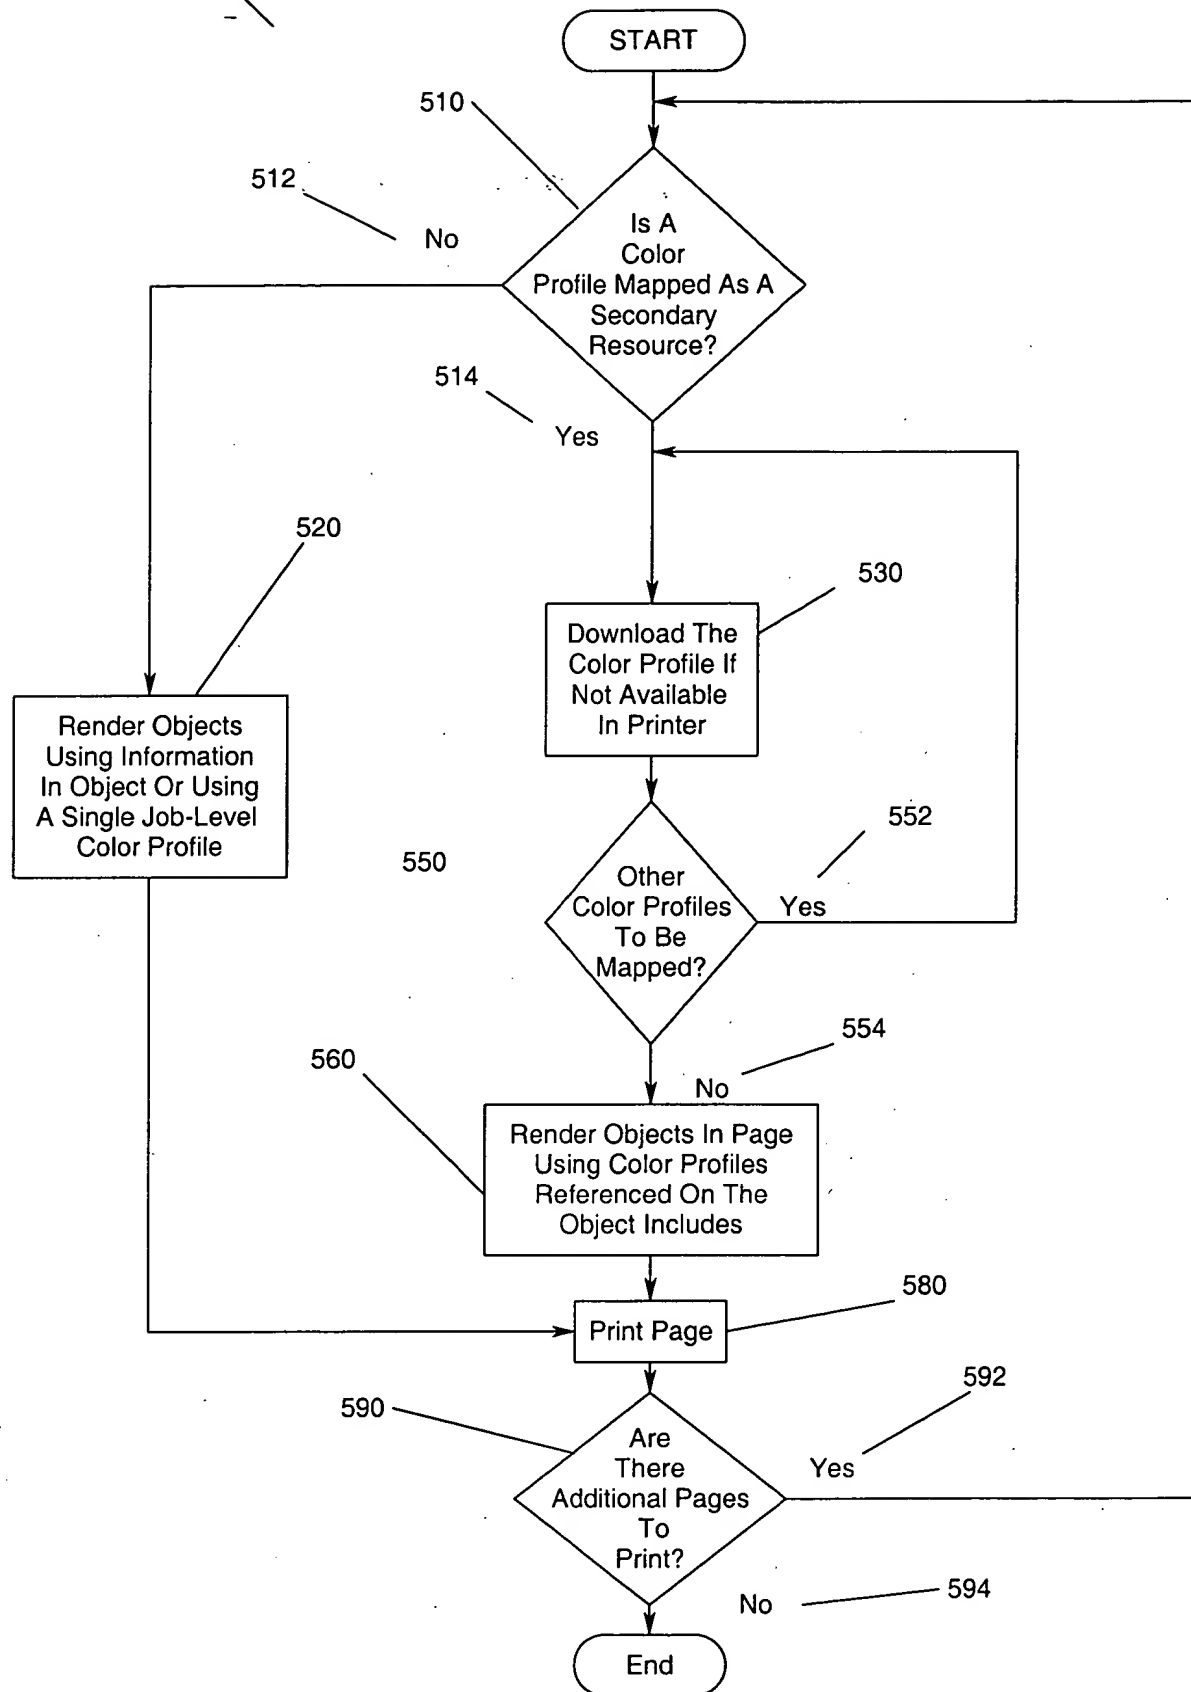 START
510
512
No
Is A
Color
Profile Mapped As A
Secondary
Resource?
514
Yes
520
530
Download The
Color Profile If
Not Available
In Printer
Render Objects
Using Information
In Object Or Using
A Single Job-Level
Color Profile
552
550
Other
Color Profiles
To Be
Mapped?
Yes
554
560
No
Render Objects In Page
Using Color Profiles
Referenced On The
Object Includes
580
Print Page
592
590
Are
There
Additional Pages
To
Print?
Yes
594
No
End